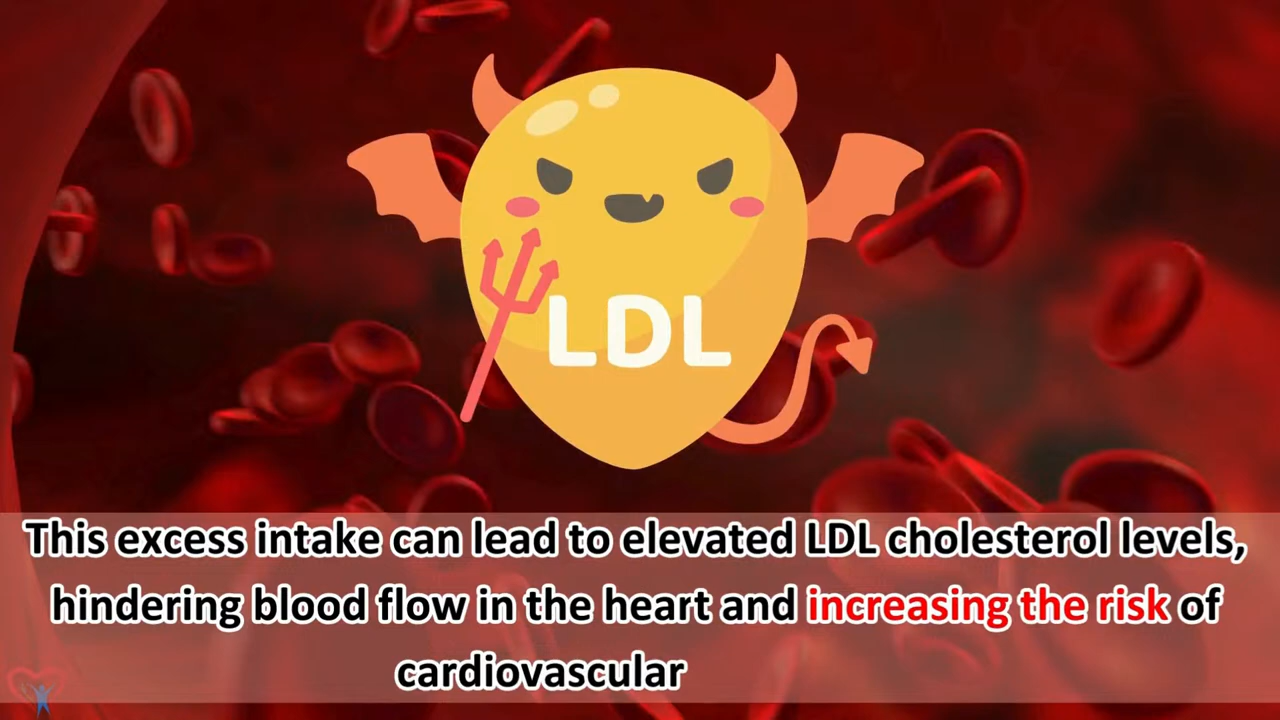 LDL
This excess intake can lead to elevated LDL cholesterol levels,
hindering blood flow in the heart and increasing the risk of
cardiovascular